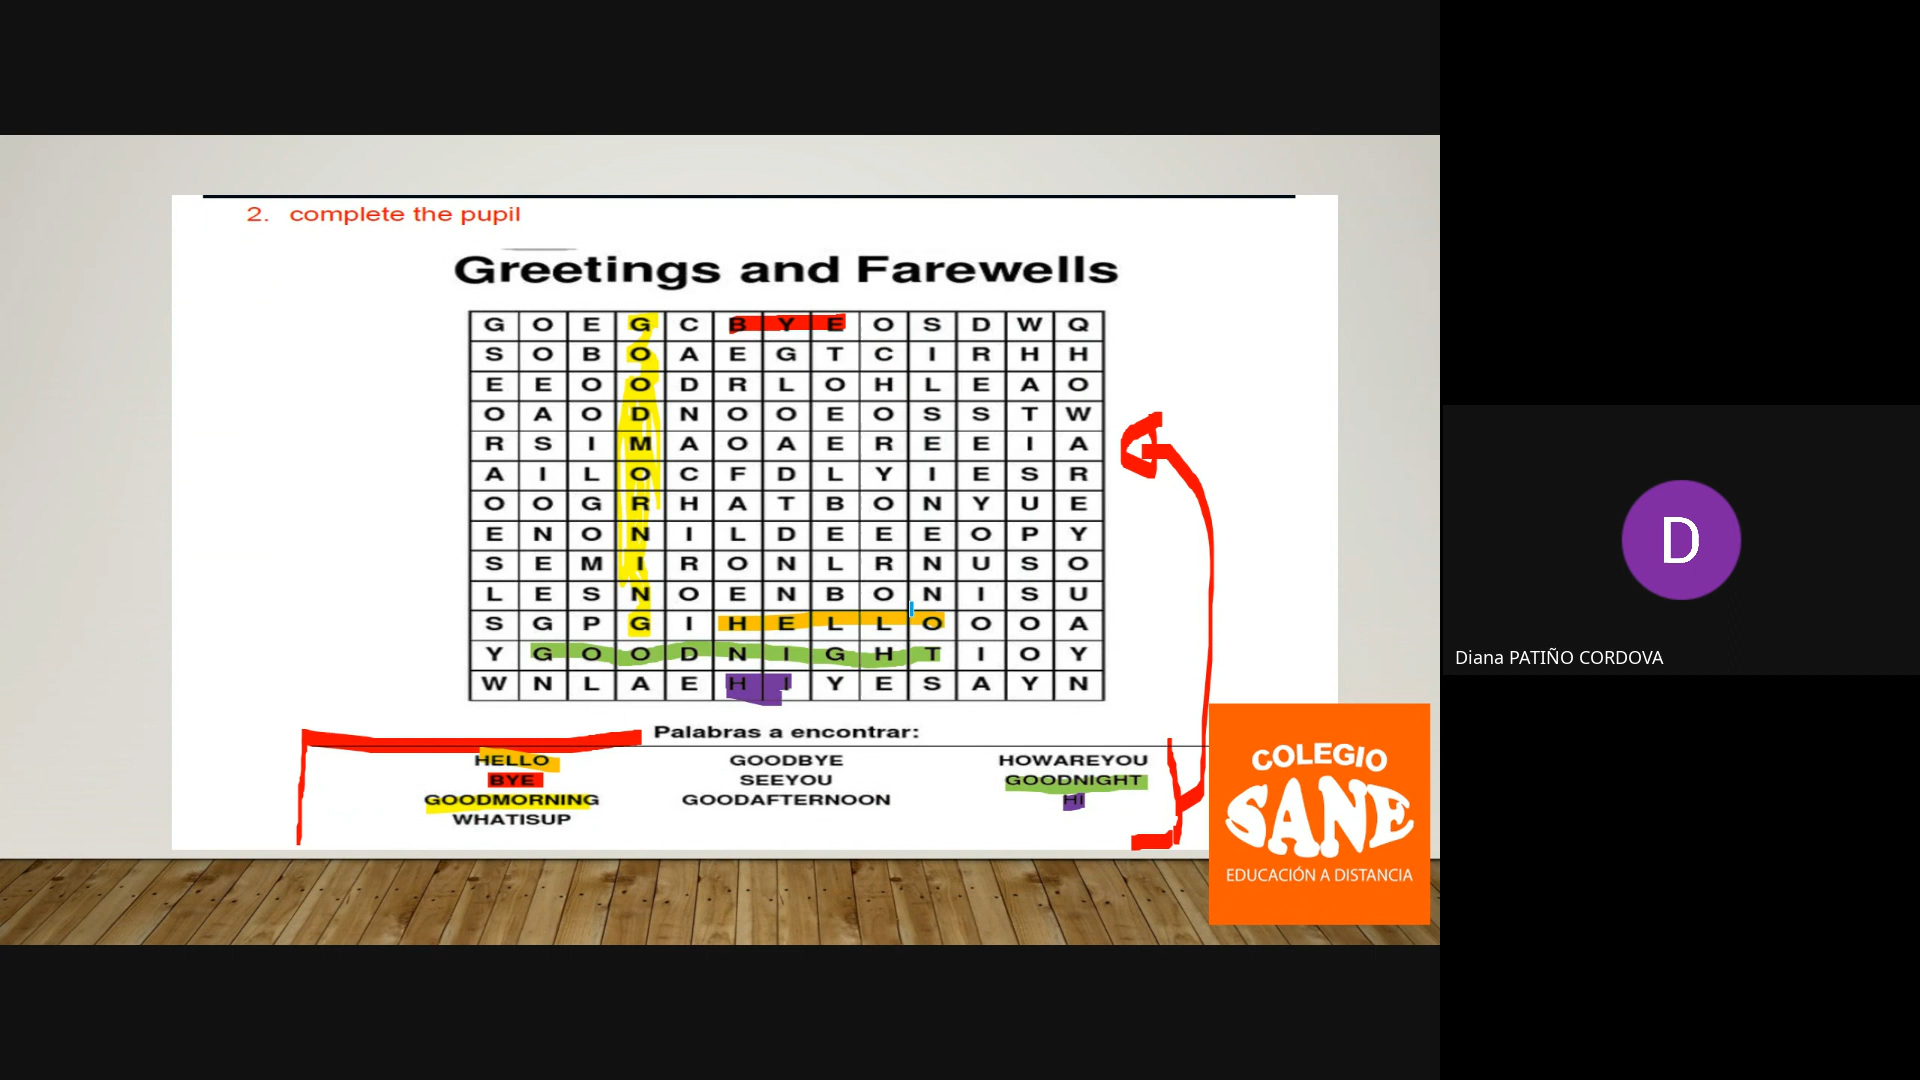 2. complete the pupil
Greetings and Farewells
G O E G C B Y E O S D W Q
S O B O A E G T C I R H H
E E O O D R L O H L E A O
O A O D N O O E O S S T W
R S I M A O A E R E E I A
A I L O C F D L Y I E S R
O O G R H A T B O N Y U E
E N O N I L D E E E O P Y
S E M I R O N L R N U S O
L E S N O E N B O N I S U
S G P G I H E L L O O O A
Y G O O D N I G H T I O Y
W N L A E H I Y E S A Y N
Palabras a encontrar:
HELLO GOODBYE HOWAREYOU
BYE SEEYOU GOODNIGHT
GOODMORNING GOODAFTERNOON HI
WHATISUP
COLEGIO
SANE
EDUCACIÓN A DISTANCIA
D
Diana PATIÑO CORDOVA